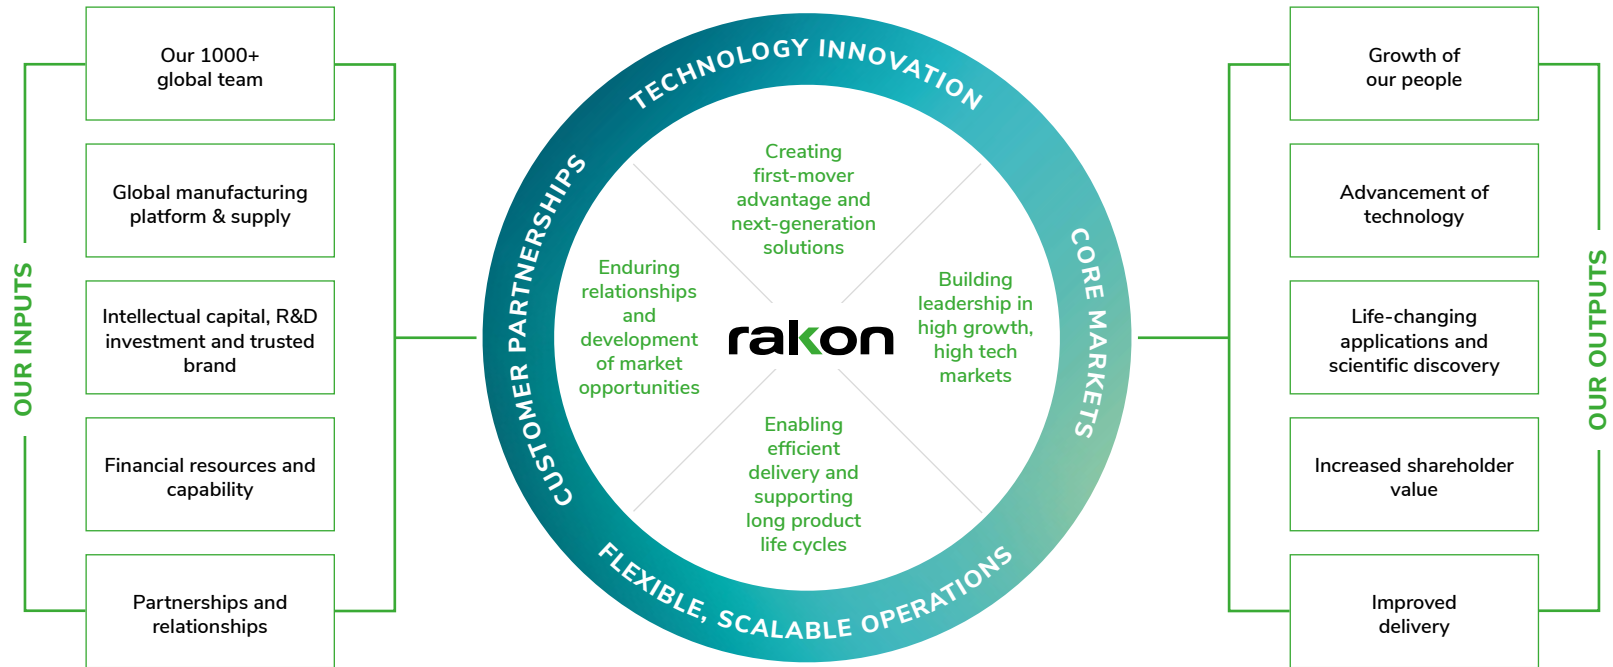 OUR INPUTS
Our 1000+
global team
Global manufacturing
platform & supply
Intellectual capital, R&D
investment and trusted
brand
Financial resources and
capability
Partnerships and
relationships
TECHNOLOGY INNOVATION
Creating
first-mover
advantage and
next-generation
solutions
CUSTOMER PARTNERSHIPS
Enduring
relationships
and
development
of market
opportunities
rakon
CORE MARKETS
Building
leadership in
high growth,
high tech
markets
Enabling
efficient
delivery and
supporting
long product
life cycles
FLEXIBLE, SCALABLE OPERATIONS
Growth of
our people
Advancement of
technology
Life-changing
applications and
scientific discovery
Increased shareholder
value
Improved
delivery
OUR OUTPUTS